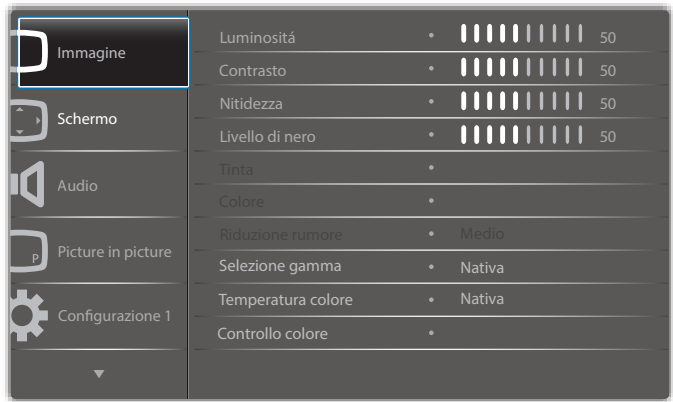 Immagine
Schermo
Audio
P
Picture in picture
Configurazione 1
Luminositá • 50
Contrasto • 50
Nitidezza • 50
Livello di nero • 50
Tinta •
Colore •
Riduzione rumore • Medio
Selezione gamma • Nativa
Temperatura colore • Nativa
Controllo colore •